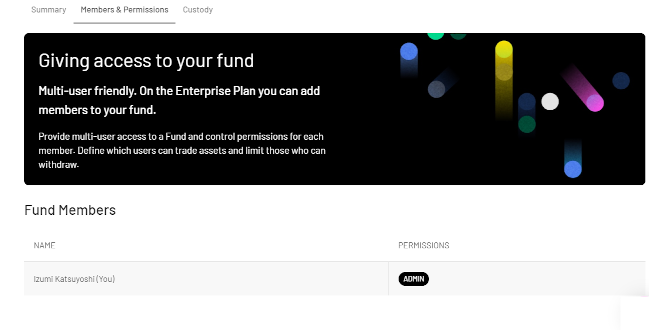 Summary Members & Permissions Custody
Giving access to your fund
Multi-user friendly. On the Enterprise Plan you can add
members to your fund.
Provide multi-user access to a Fund and control permissions for each
member. Define which users can trade assets and limit those who can
withdraw.
Fund Members
NAME PERMISSIONS
Izumi Katsuyoshi (You) ADMIN